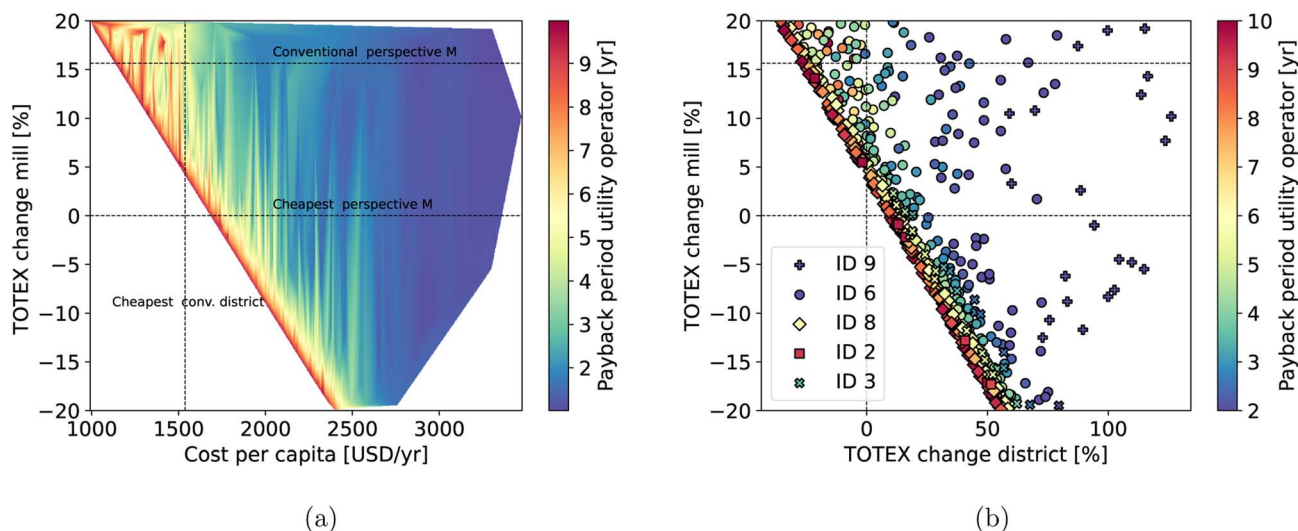 20
15
10
5
0
−5
−10
−15
−20
TOTEX change mill [%]
Conventional perspective M
Cheapest perspective M
Cheapest conv. district
1000 1500 2000 2500 3000
Cost per capita [USD/yr]
9
8
7
6
5
4
3
2
Payback period utility operator [yr]
(a)
20
15
10
5
0
−5
−10
−15
−20
TOTEX change mill [%]
ID 9
ID 6
ID 8
ID 2
ID 3
0 50 100
TOTEX change district [%]
10
9
8
7
6
5
4
3
2
Payback period utility operator [yr]
(b)